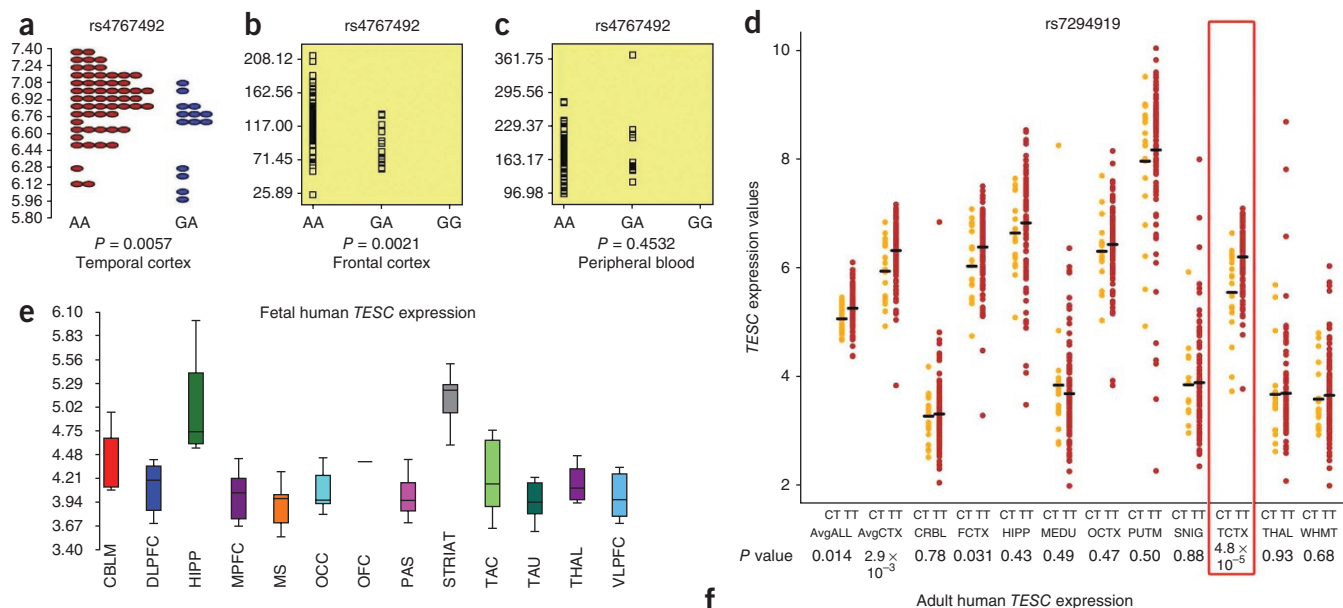 a
rs4767492
7.40
7.24
7.08
6.92
6.76
6.60
6.44
6.28
6.12
5.96
5.80
AA GA
P = 0.0057
Temporal cortex
b
rs4767492
208.12
162.56
117.00
71.45
25.89
AA GA GG
P = 0.0021
Frontal cortex
c
rs4767492
361.75
295.56
229.37
163.17
96.98
AA GA GG
P = 0.4532
Peripheral blood
d
rs7294919
TESC expression values
10
8
6
4
2
CT TT CT TT CT TT CT TT CT TT CT TT CT TT CT TT CT TT CT TT CT TT CT TT
AvgALL AvgCTX CRBL FCTX HIPP MEDU OCTX PUTM SNIG TCTX THAL WHMT
P value 0.014 2.9 × 10−3 0.78 0.031 0.43 0.49 0.47 0.50 0.88 4.8 × 10−5 0.93 0.68
e
Fetal human TESC expression
6.10
5.83
5.56
5.29
5.02
4.75
4.48
4.21
3.94
3.67
3.40
CBLM
DLPFC
HIPP
MPFC
MS
OCC
OFC
PAS
STRIAT
TAC
TAU
THAL
VLPFC
f
Adult human TESC expression